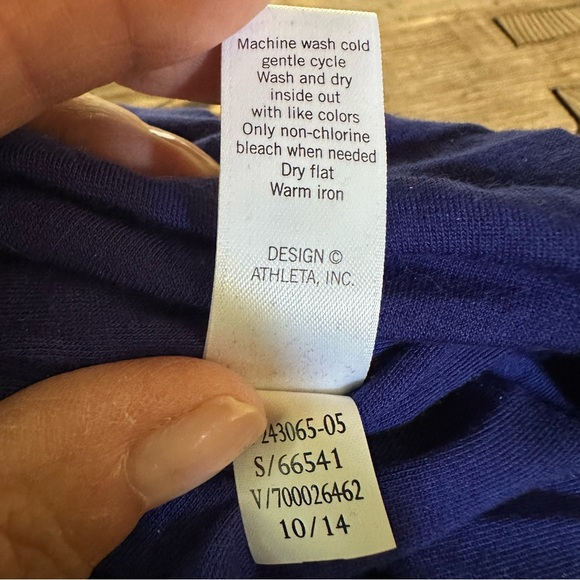 Machine wash cold
gentle cycle
Wash and dry
inside out
with like colors
Only non-chlorine
bleach when needed
Dry flat
Warm iron
DESIGN ©
ATHLETA, INC.
243065-05
S/66541
V/700026462
10/14